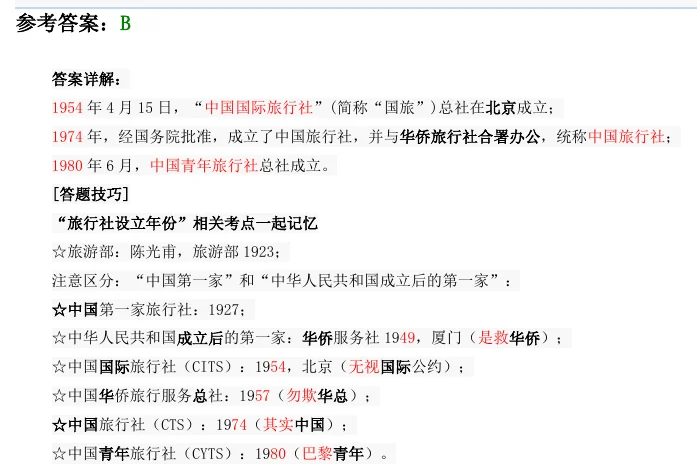 参考答案：B
答案详解：
1954 年 4 月 15 日，“中国国际旅行社”(简称“国旅”)总社在北京成立；
1974 年，经国务院批准，成立了中国旅行社，并与华侨旅行社合署办公，统称中国旅行社；
1980 年 6 月，中国青年旅行社总社成立。
[答题技巧]
“旅行社设立年份”相关考点一起记忆
☆旅游部：陈光甫，旅游部 1923；
注意区分：“中国第一家”和“中华人民共和国成立后的第一家”：
☆中国第一家旅行社：1927；
☆中华人民共和国成立后的第一家：华侨服务社 1949，厦门（是救华侨）；
☆中国国际旅行社（CITS）：1954，北京（无视国际公约）；
☆中国华侨旅行服务总社：1957（勿欺华总）；
☆中国旅行社（CTS）：1974（其实中国）；
☆中国青年旅行社（CYTS）：1980（巴黎青年）。